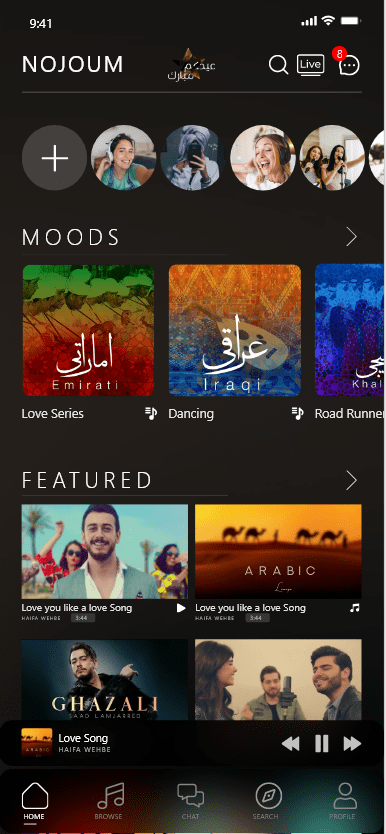 9:41
NOJOUM
عيدكم
مبارك
Live
8
MOODS
اماراتي
Emirati
عراقي
Iraqi
يجي
Khal
Love Series
Dancing
Road Runner
FEATURED
ARABIC
Lounge
Love you like a love Song
HAIFA WEHBE 3:44
Love you like a love Song
HAIFA WEHBE 3:44
GHAZALI
SAAD LAMJARRED
ARABIC
Love Song
HAIFA WEHBE
HOME
BROWSE
CHAT
SEARCH
PROFILE